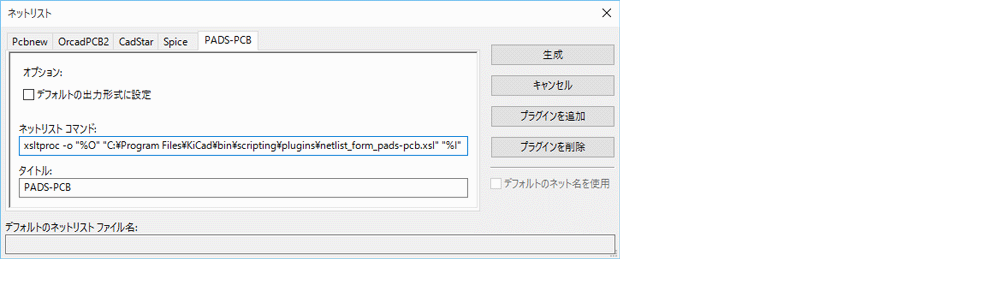 ネットリスト
Pcbnew OrcadPCB2 CadStar Spice PADS-PCB
オプション:
デフォルトの出力形式に設定
ネットリスト コマンド:
xsltproc -o "%O" "C:¥Program Files¥KiCad¥bin¥scripting¥plugins¥netlist_form_pads-pcb.xsl" "%I"
タイトル:
PADS-PCB
生成
キャンセル
プラグインを追加
プラグインを削除
デフォルトのネット名を使用
デフォルトのネットリスト ファイル名: